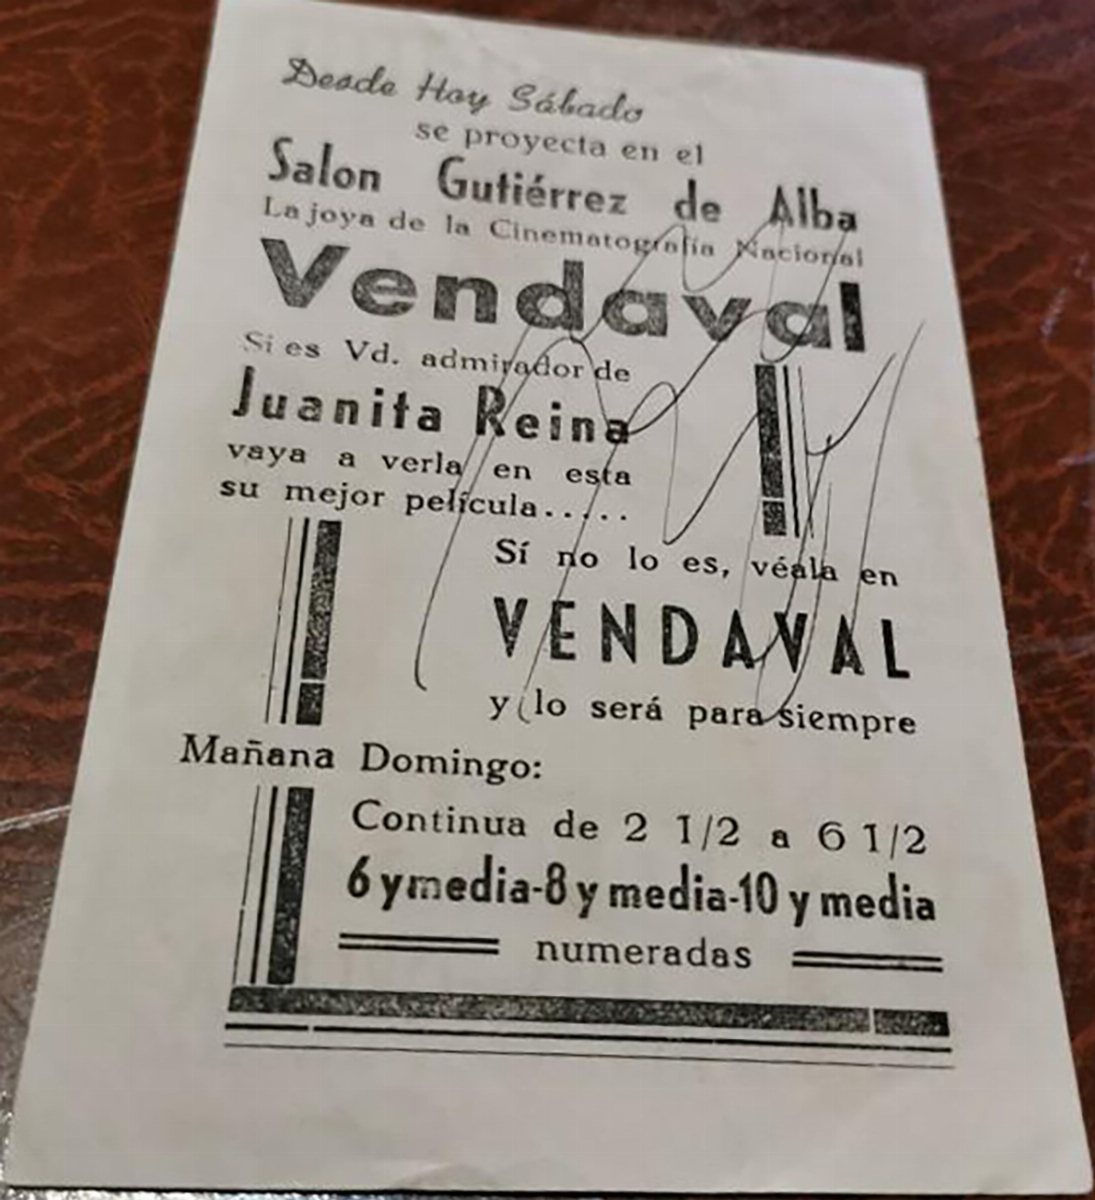 Desde Hoy Sábado
se proyecta en el
Salon Gutiérrez de Alba
La joya de la Cinematografía Nacional
Vendaval
Si es Vd. admirador de
Juanita Reina
vaya a verla en esta
su mejor película.....
Sí no lo es, véala en
VENDAVAL
y lo será para siempre
Mañana Domingo:
Continua de 2 1/2 a 6 1/2
6 y media-8 y media-10 y media
numeradas